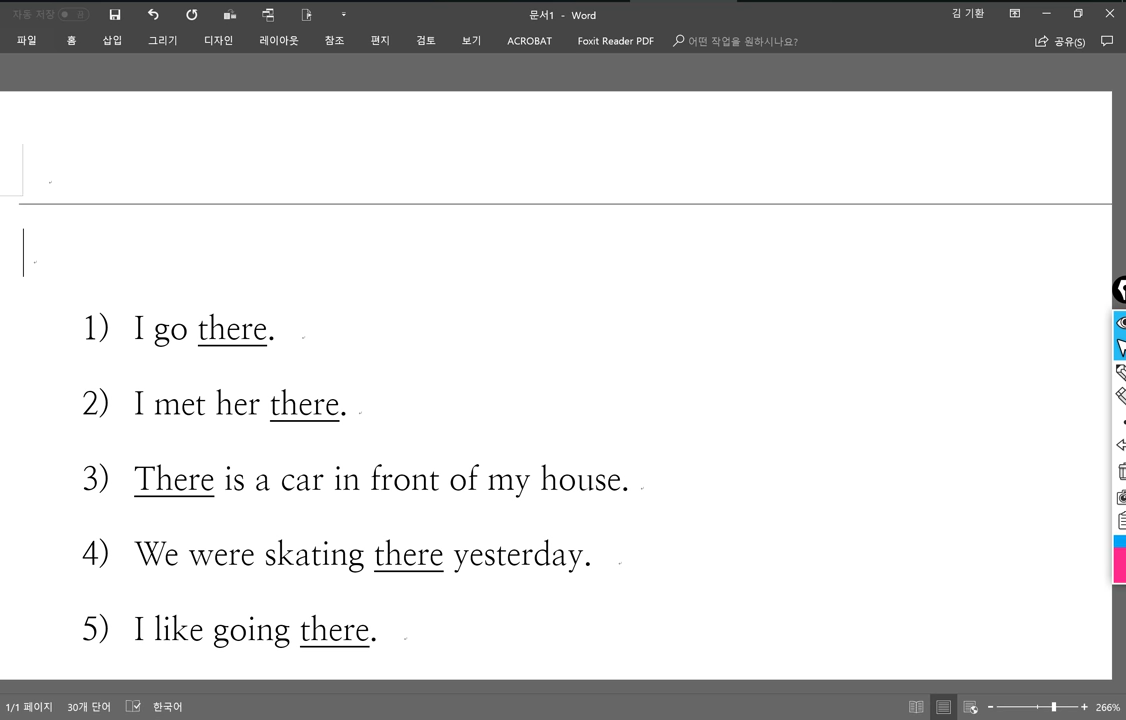 자동 저장
문서1 - Word
김 기환
파일 홈 삽입 그리기 디자인 레이아웃 참조 편지 검토 보기 ACROBAT Foxit Reader PDF 어떤 작업을 원하시나요? 공유(S)
1) I go there.
2) I met her there.
3) There is a car in front of my house.
4) We were skating there yesterday.
5) I like going there.
1/1 페이지 30개 단어 한국어 266%